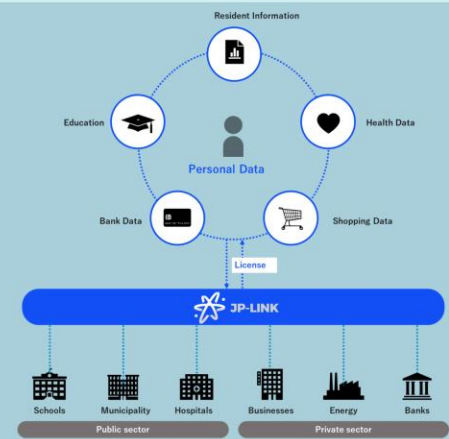 Resident Information
Education
Health Data
Personal Data
Bank Data
Shopping Data
License
JP-LINK
Schools
Municipality
Hospitals
Businesses
Energy
Banks
Public sector
Private sector